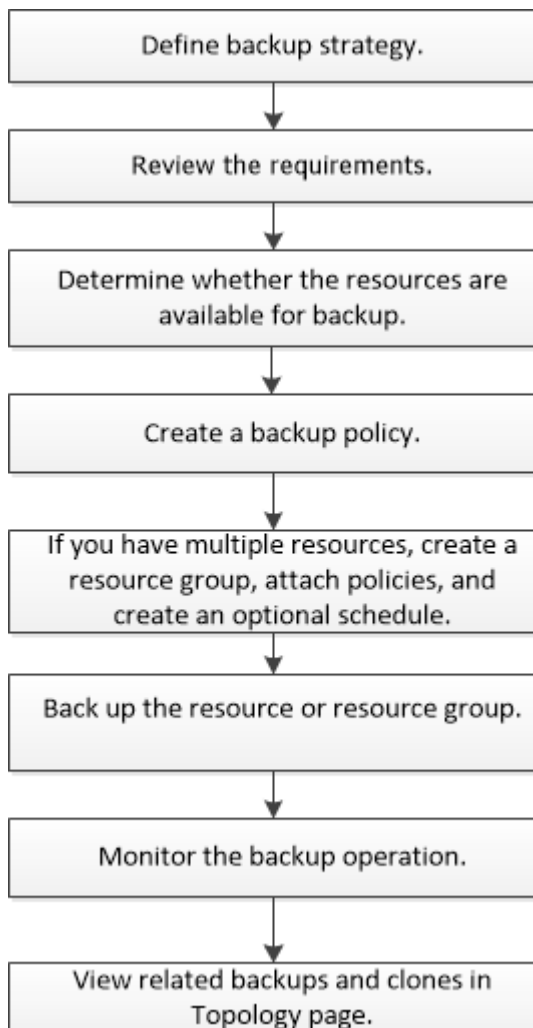 Define backup strategy.
Review the requirements.
Determine whether the resources are
available for backup.
Create a backup policy.
If you have multiple resources, create a
resource group, attach policies, and
create an optional schedule.
Back up the resource or resource group.
Monitor the backup operation.
View related backups and clones in
Topology page.